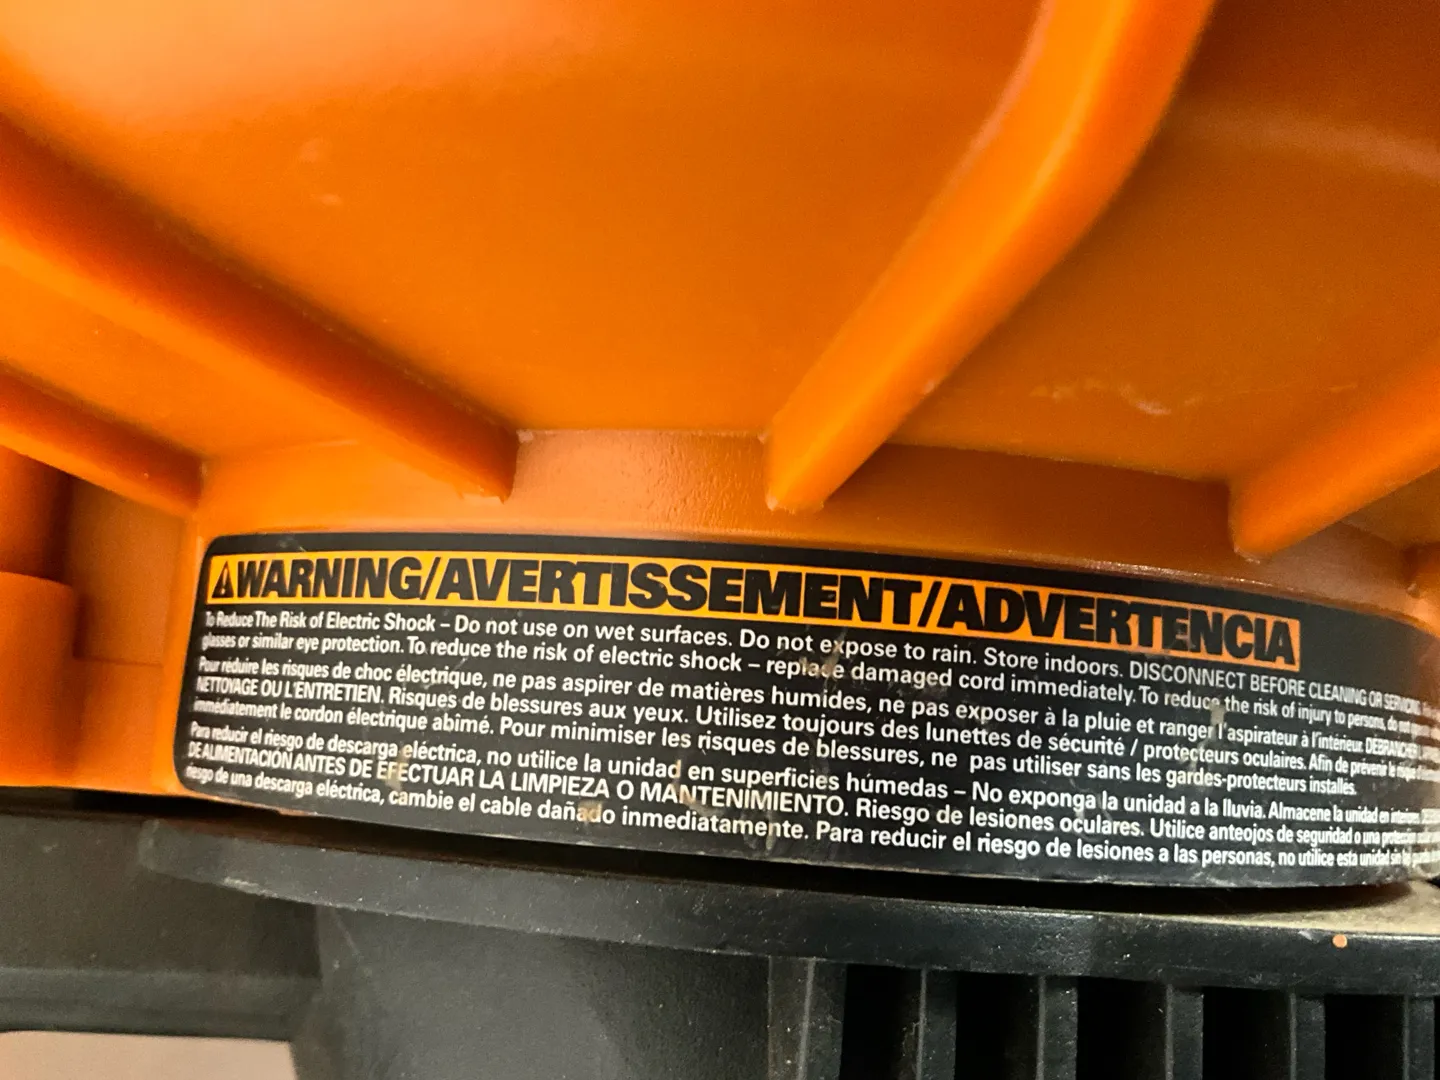 WARNING/AVERTISSEMENT/ADVERTENCIA
To Reduce The Risk of Electric Shock – Do not use on wet surfaces. Do not expose to rain. Store indoors. DISCONNECT BEFORE CLEANING OR SERVICING.
glasses or similar eye protection. To reduce the risk of electric shock – replace damaged cord immediately. To reduce the risk of injury to persons, do not
Pour réduire les risques de choc électrique, ne pas aspirer de matières humides, ne pas exposer à la pluie et ranger l'aspirateur à l'intérieur. DÉBRANCHER
NETTOYAGE OU L'ENTRETIEN. Risques de blessures aux yeux. Utilisez toujours des lunettes de sécurité / protecteurs oculaires. Afin de prévenir le risque
immédiatement le cordon électrique abîmé. Pour minimiser les risques de blessures, ne pas utiliser sans les gardes-protecteurs installés.
Para reducir el riesgo de descarga eléctrica, no utilice la unidad en superficies húmedas – No exponga la unidad a la lluvia. Almacene la unidad en interiores.
DE ALIMENTACIÓN ANTES DE EFECTUAR LA LIMPIEZA O MANTENIMIENTO. Riesgo de lesiones oculares. Utilice anteojos de seguridad o una protección
riesgo de una descarga eléctrica, cambie el cable dañado inmediatamente. Para reducir el riesgo de lesiones a las personas, no utilice esta unidad sin